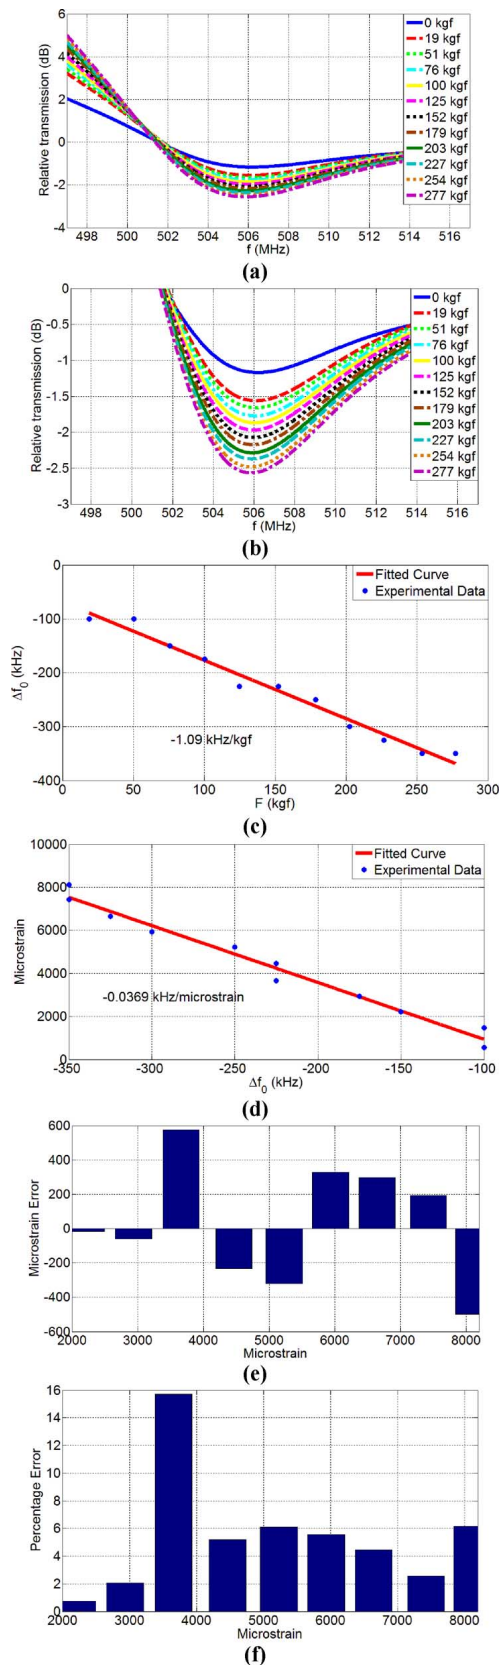 6
4
2
0
-2
-4
Relative transmission (dB)
0 kgf
19 kgf
51 kgf
76 kgf
100 kgf
125 kgf
152 kgf
179 kgf
203 kgf
227 kgf
254 kgf
277 kgf
498 500 502 504 506 508 510 512 514 516
f (MHz)
(a)
0
-0.5
-1
-1.5
-2
-2.5
-3
Relative transmission (dB)
0 kgf
19 kgf
51 kgf
76 kgf
100 kgf
125 kgf
152 kgf
179 kgf
203 kgf
227 kgf
254 kgf
277 kgf
498 500 502 504 506 508 510 512 514 516
f (MHz)
(b)
0
-100
-200
-300
-400
Δf₀ (kHz)
Fitted Curve
Experimental Data
-1.09 kHz/kgf
0 50 100 150 200 250 300
F (kgf)
(c)
10000
8000
6000
4000
2000
0
Microstrain
Fitted Curve
Experimental Data
-0.0369 kHz/microstrain
-350 -300 -250 -200 -150 -100
Δf₀ (kHz)
(d)
600
400
200
0
-200
-400
-600
Microstrain Error
2000 3000 4000 5000 6000 7000 8000
Microstrain
(e)
16
14
12
10
8
6
4
2
0
Percentage Error
2000 3000 4000 5000 6000 7000 8000
Microstrain
(f)